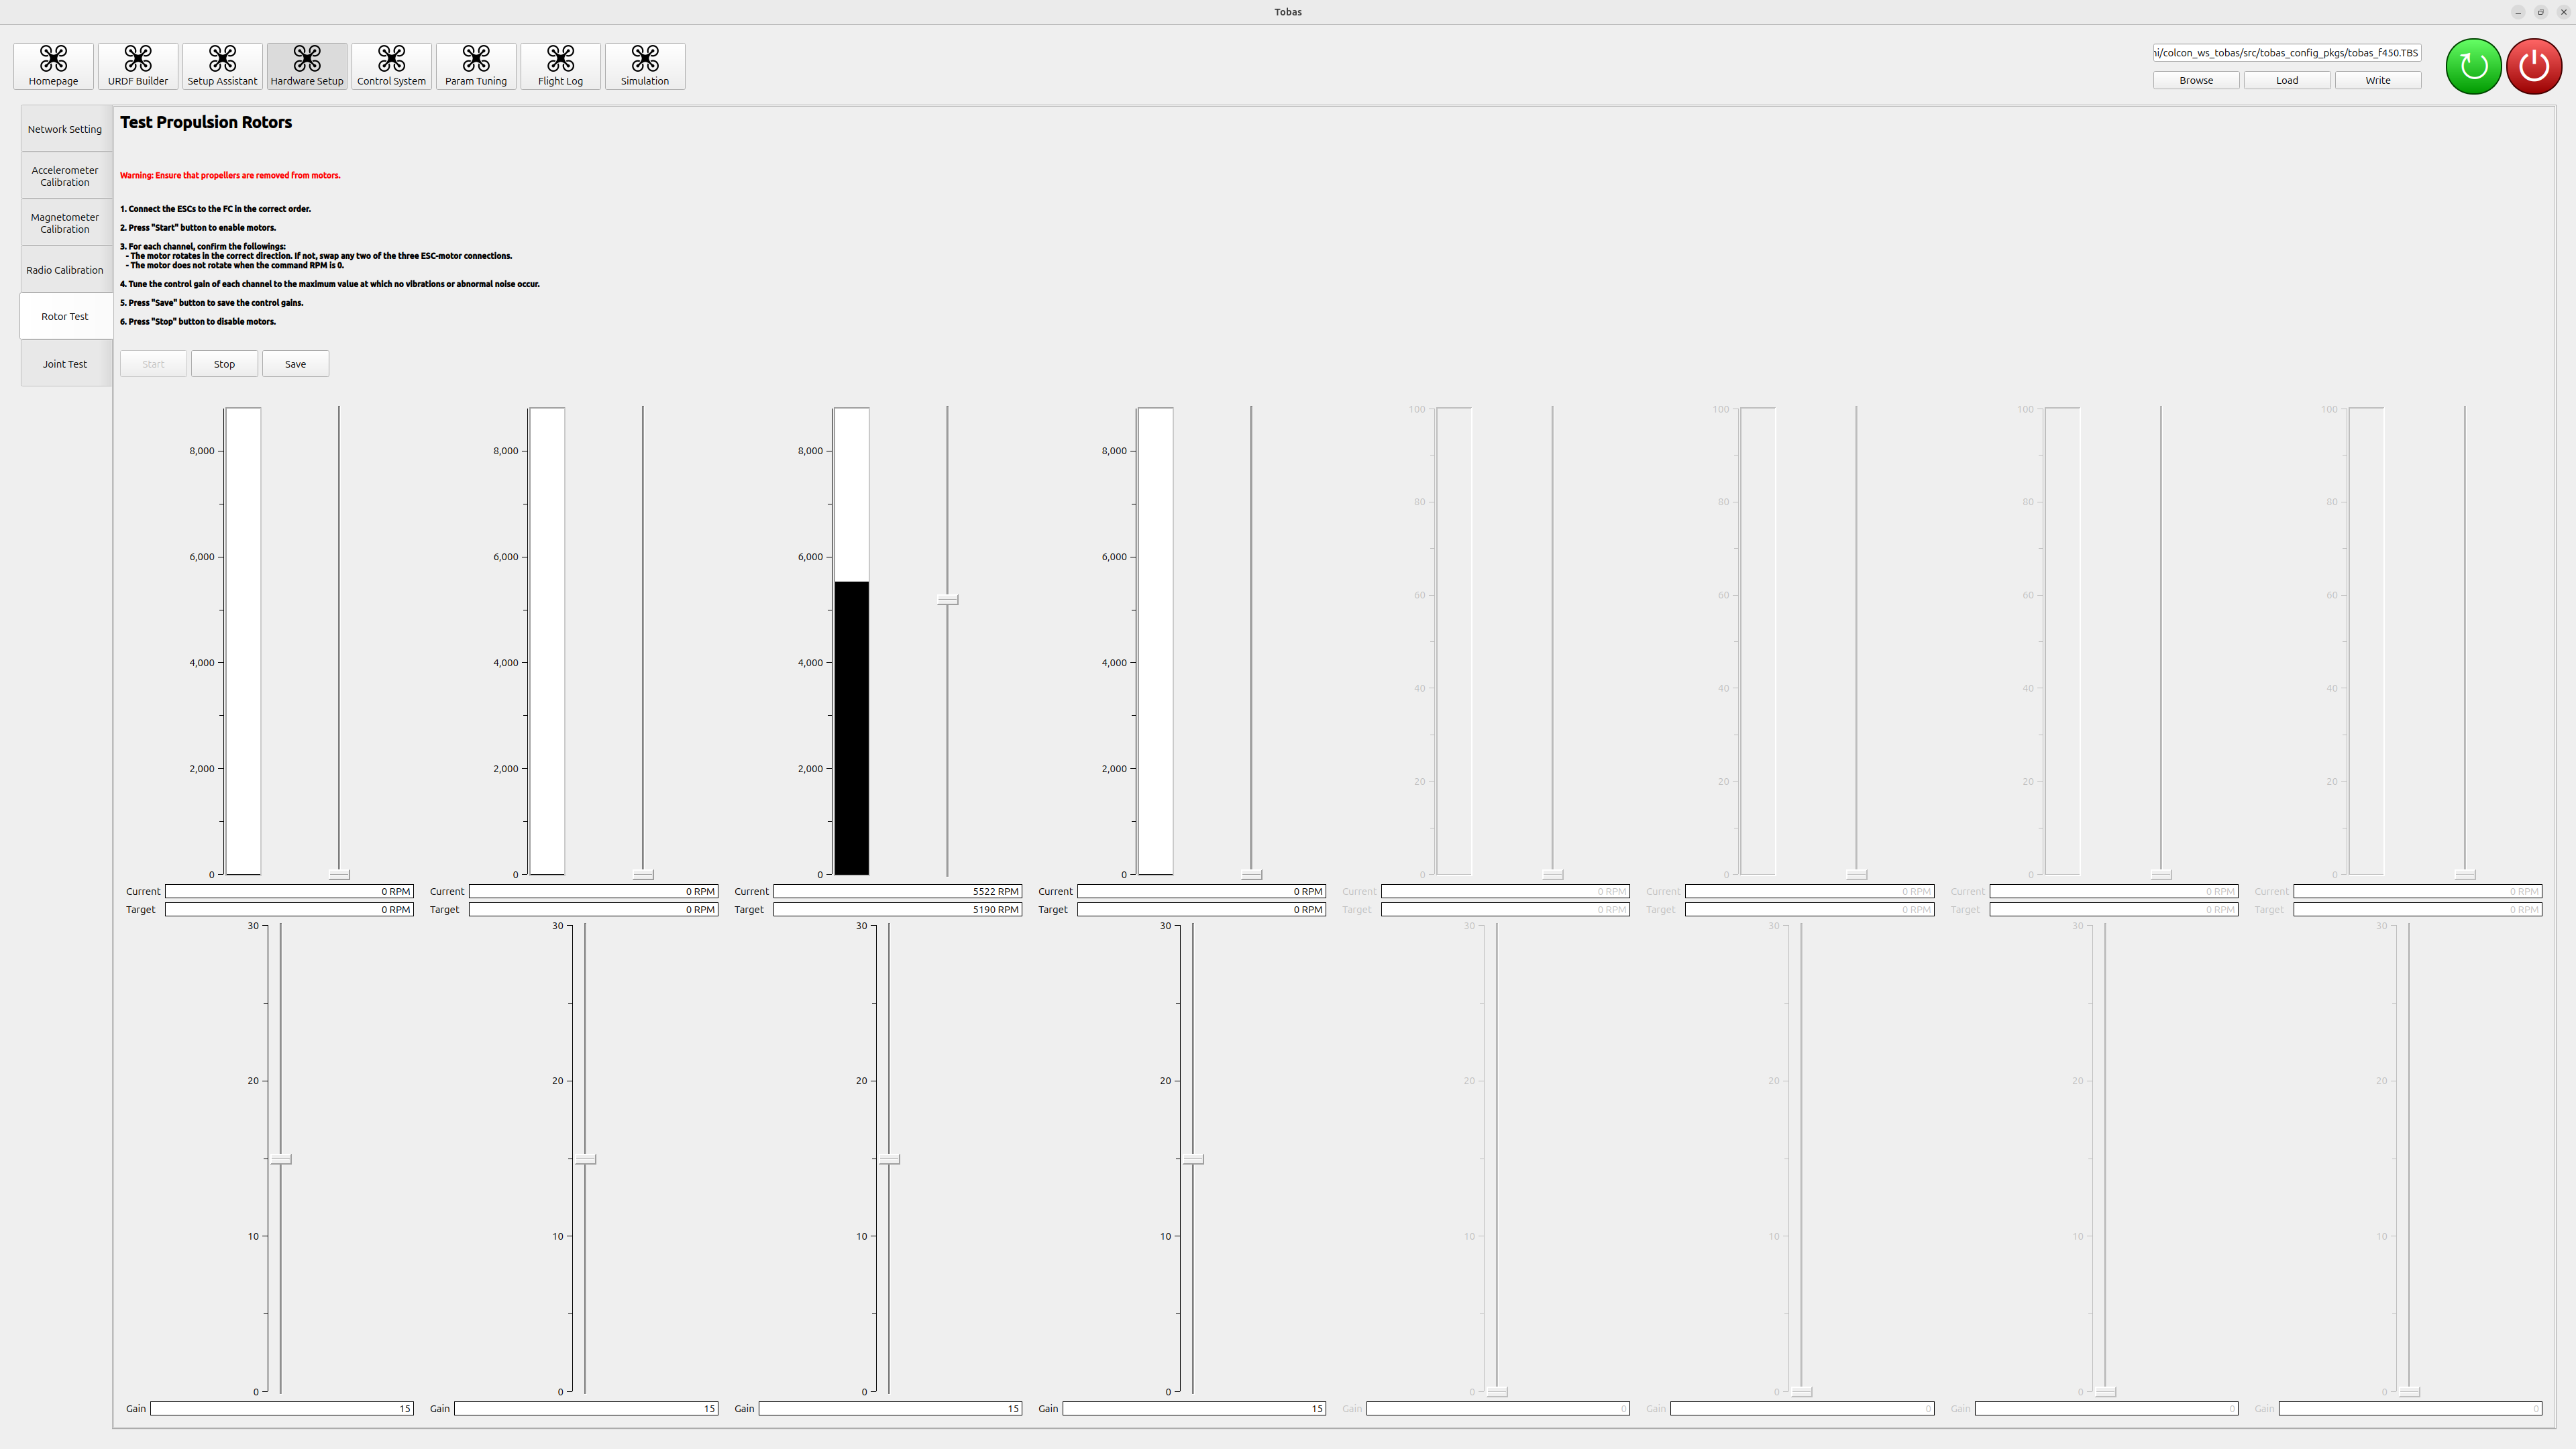 Tobas
Homepage
URDF Builder
Setup Assistant
Hardware Setup
Control System
Param Tuning
Flight Log
Simulation
ni/colcon_ws_tobas/src/tobas_config_pkgs/tobas_f450.TBS
Browse
Load
Write
Network Setting
Accelerometer
Calibration
Magnetometer
Calibration
Radio Calibration
Rotor Test
Joint Test
Test Propulsion Rotors
Warning: Ensure that propellers are removed from motors.
1. Connect the ESCs to the FC in the correct order.
2. Press "Start" button to enable motors.
3. For each channel, confirm the followings:
- The motor rotates in the correct direction. If not, swap any two of the three ESC-motor connections.
- The motor does not rotate when the command RPM is 0.
4. Tune the control gain of each channel to the maximum value at which no vibrations or abnormal noise occur.
5. Press "Save" button to save the control gains.
6. Press "Stop" button to disable motors.
Start
Stop
Save
8,000 8,000 8,000 8,000 100 100 100 100
6,000 6,000 6,000 6,000 80 80 80 80
4,000 4,000 4,000 4,000 60 60 60 60
2,000 2,000 2,000 2,000 40 40 40 40
20 20 20 20
0 0 0 0 0 0 0 0
Current 0 RPM Current 0 RPM Current 5522 RPM Current 0 RPM Current 0 RPM Current 0 RPM Current 0 RPM Current 0 RPM
Target 0 RPM Target 0 RPM Target 5190 RPM Target 0 RPM Target 0 RPM Target 0 RPM Target 0 RPM Target 0 RPM
30 30 30 30 30 30 30 30
20 20 20 20 20 20 20 20
10 10 10 10 10 10 10 10
0 0 0 0 0 0 0 0
Gain 15 Gain 15 Gain 15 Gain 15 Gain 0 Gain 0 Gain 0 Gain 0